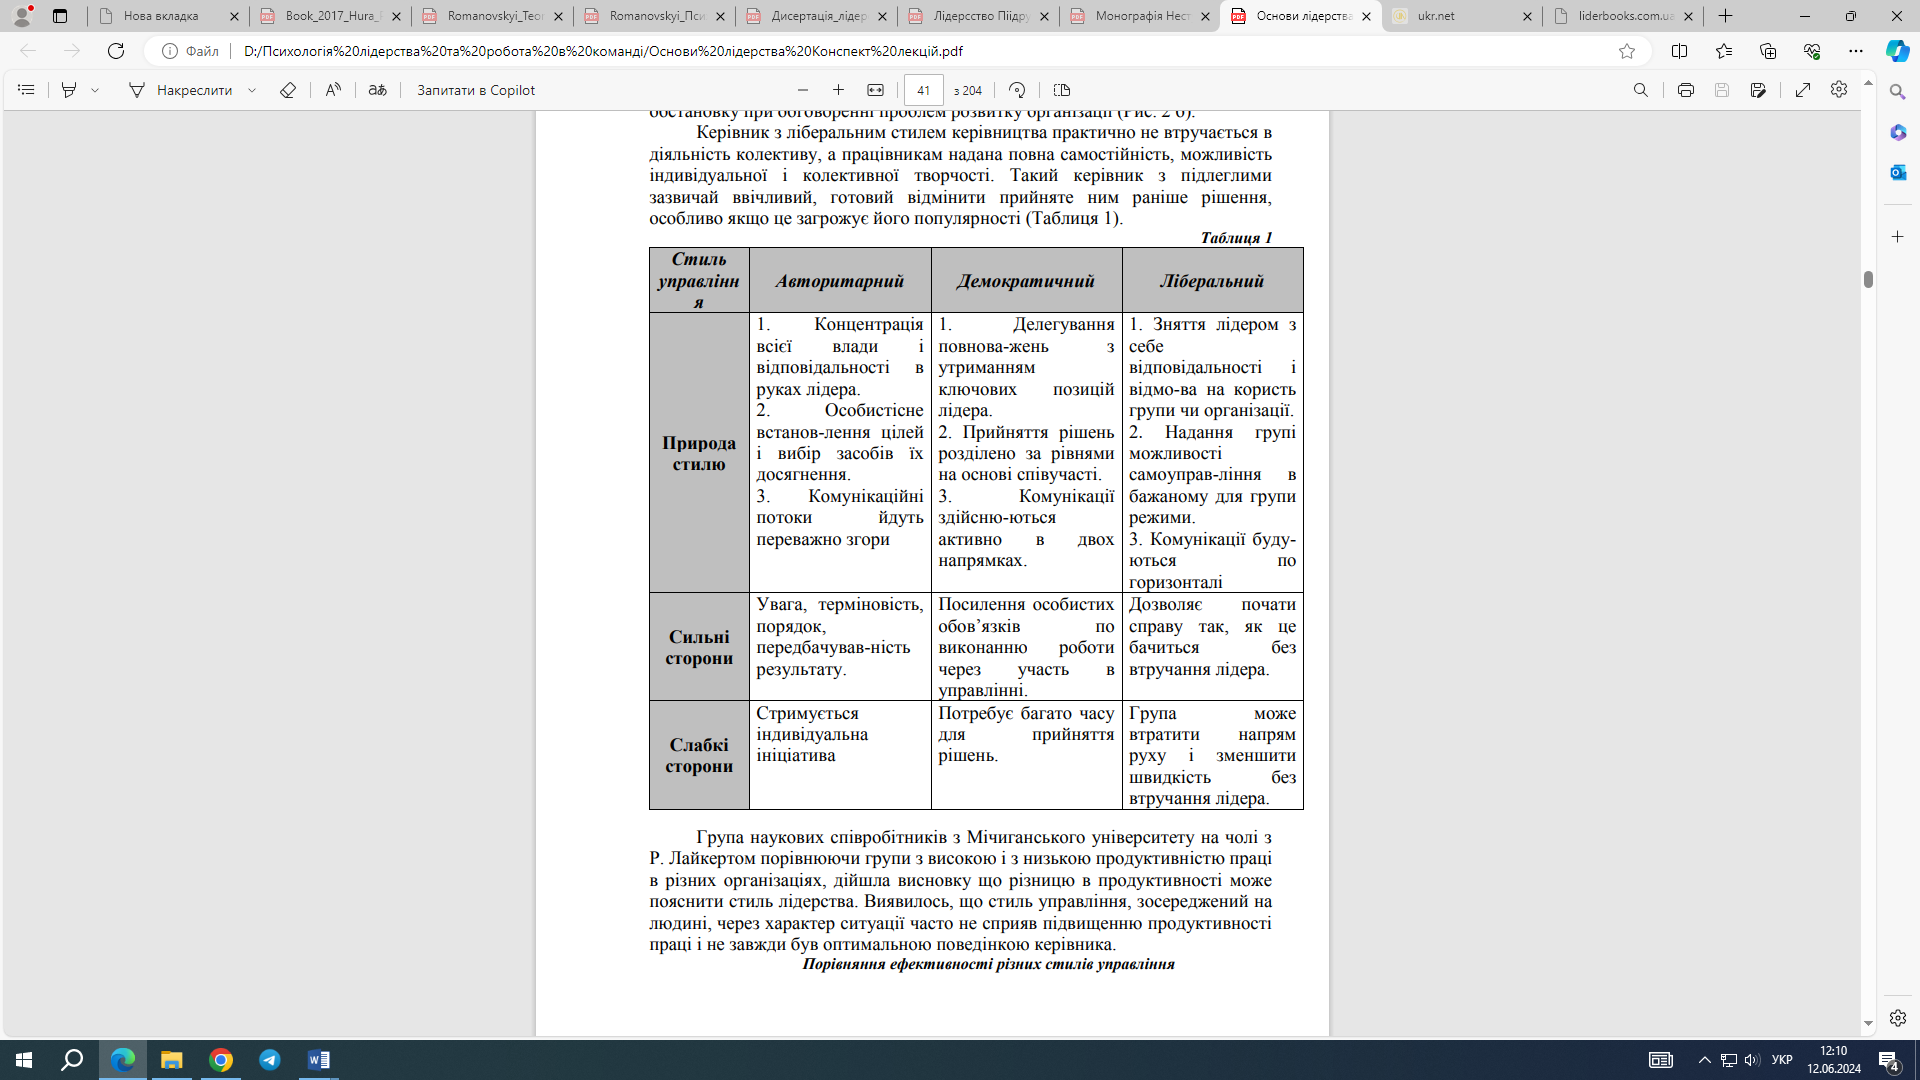 Нова вкладка
Book_2017_Hura_
Romanovskyi_Teor
Romanovskyi_Пси
Дисертація_лідер
Лідерство Піідру
Монографія Нест
Основи лідерства
ukr.net
liderbooks.com.ua
Файл
D:/Психологія%20лідерства%20та%20робота%20в%20команді/Основи%20лідерства%20Конспект%20лекцій.pdf
Накреслити
Запитати в Copilot
41
з 204
обстановку при обговоренні проблем розвитку організації (Рис. 2 б).
Керівник з ліберальним стилем керівництва практично не втручається в
діяльність колективу, а працівникам надана повна самостійність, можливість
індивідуальної і колективної творчості. Такий керівник з підлеглими
зазвичай ввічливий, готовий відмінити прийняте ним раніше рішення,
особливо якщо це загрожує його популярності (Таблиця 1).
Таблиця 1
Стиль
управлінн
я
Авторитарний
Демократичний
Ліберальний
Природа
стилю
1. Концентрація
всієї влади і
відповідальності в
руках лідера.
2. Особистісне
встанов-лення цілей
і вибір засобів їх
досягнення.
3. Комунікаційні
потоки йдуть
переважно згори
1. Делегування
повнова-жень з
утриманням
ключових позицій
лідера.
2. Прийняття рішень
розділено за рівнями
на основі співучасті.
3. Комунікації
здійсню-ються
активно в двох
напрямках.
1. Зняття лідером з
себе
відповідальності і
відмо-ва на користь
групи чи організації.
2. Надання групі
можливості
самоуправ-ління в
бажаному для групи
режими.
3. Комунікації буду-
ються по
горизонталі
Сильні
сторони
Увага, терміновість,
порядок,
передбачував-ність
результату.
Посилення особистих
обов’язків по
виконанню роботи
через участь в
управлінні.
Дозволяє почати
справу так, як це
бачиться без
втручання лідера.
Слабкі
сторони
Стримується
індивідуальна
ініціатива
Потребує багато часу
для прийняття
рішень.
Група може
втратити напрям
руху і зменшити
швидкість без
втручання лідера.
Група наукових співробітників з Мічиганського університету на чолі з
Р. Лайкертом порівнюючи групи з високою і з низькою продуктивністю праці
в різних організаціях, дійшла висновку що різницю в продуктивності може
пояснити стиль лідерства. Виявилось, що стиль управління, зосереджений на
людині, через характер ситуації часто не сприяв підвищенню продуктивності
праці і не завжди був оптимальною поведінкою керівника.
Порівняння ефективності різних стилів управління
УКР
12:10
12.06.2024
4